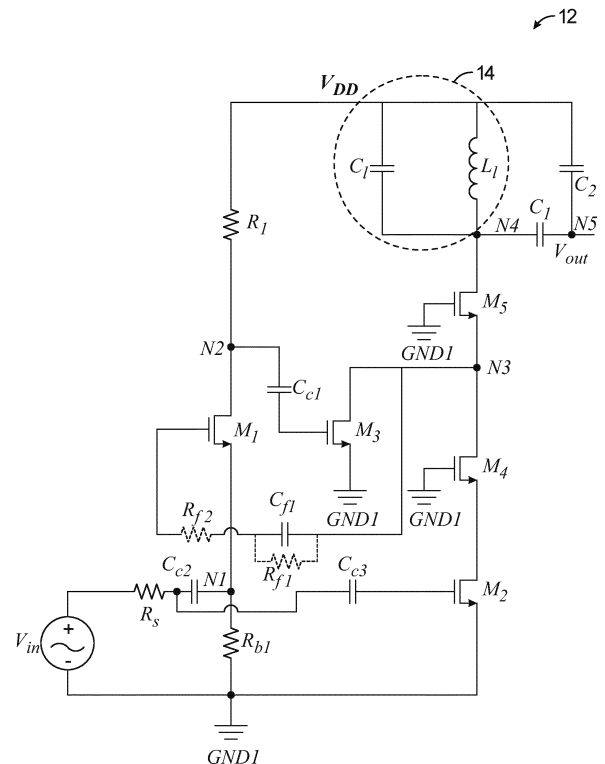 12
14
V_DD
C_l
L_l
C_2
R_1
N4
C_1
N5
V_out
M_5
GND1
N2
N3
C_c1
M_1
M_3
M_4
GND1
GND1
R_f2
C_f1
R_f1
C_c2
N1
C_c3
M_2
R_s
V_in
+
-
R_b1
GND1